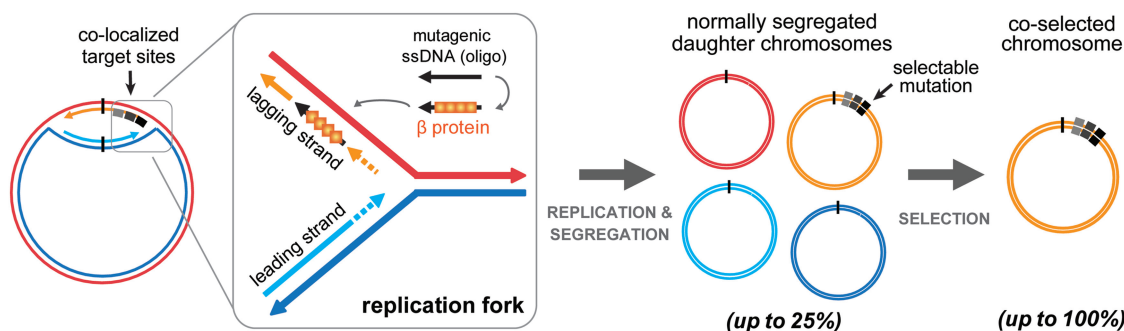 co-localized
target sites
mutagenic
ssDNA (oligo)
β protein
lagging strand
leading strand
replication fork
REPLICATION &
SEGREGATION
normally segregated
daughter chromosomes
selectable
mutation
(up to 25%)
SELECTION
co-selected
chromosome
(up to 100%)